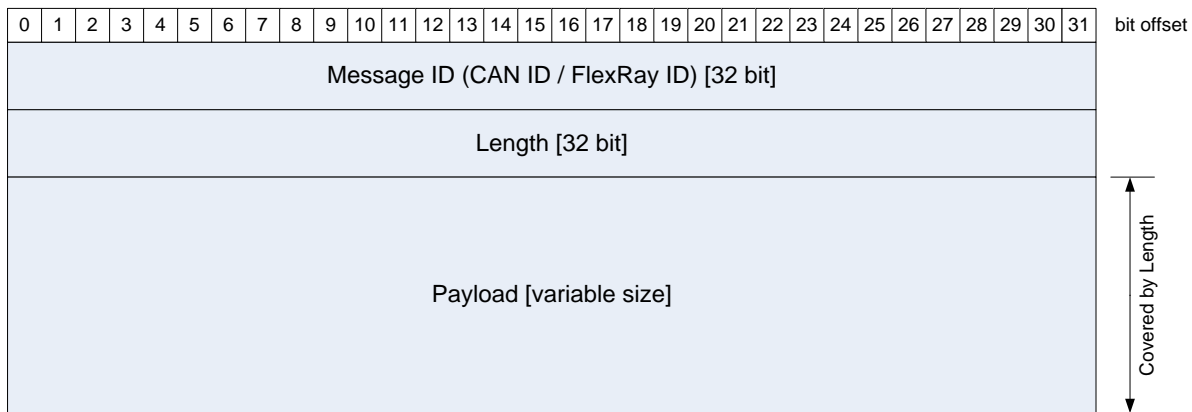 0 1 2 3 4 5 6 7 8 9 10 11 12 13 14 15 16 17 18 19 20 21 22 23 24 25 26 27 28 29 30 31 bit offset
Message ID (CAN ID / FlexRay ID) [32 bit]
Length [32 bit]
Payload [variable size]
Covered by Length